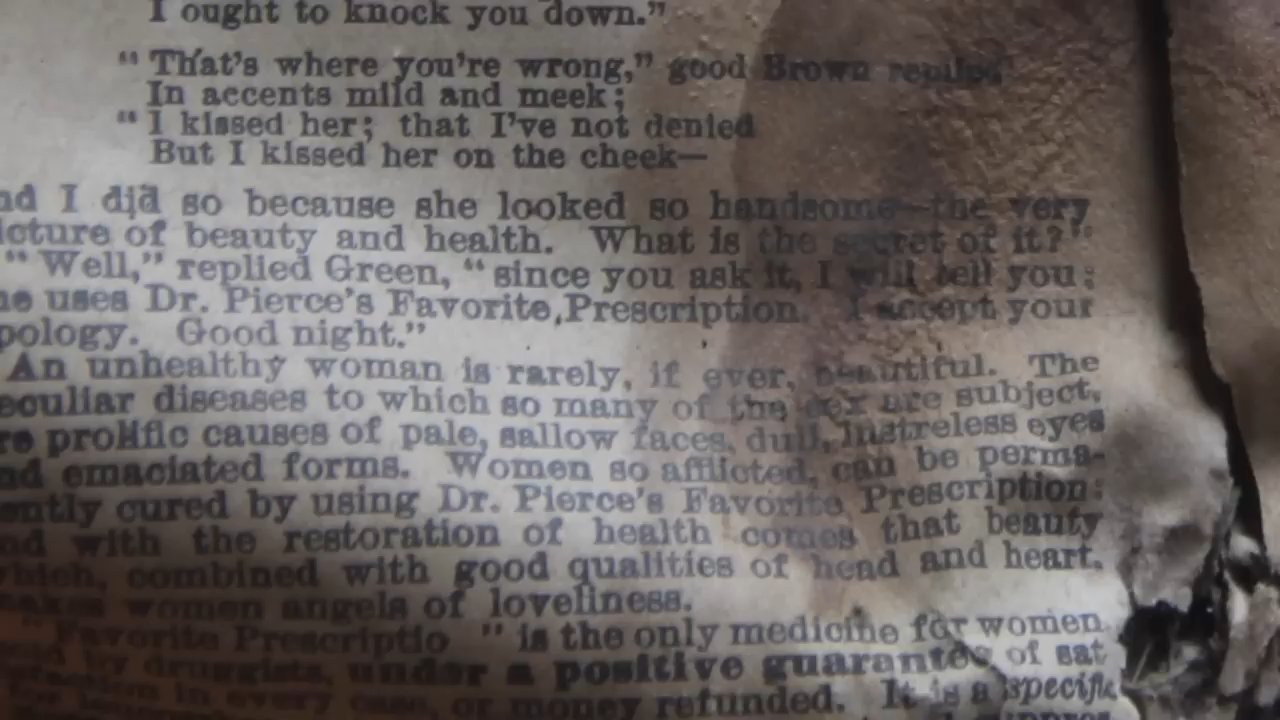 I ought to knock you down."
"That's where you're wrong," good Brown replied
In accents mild and meek;
"I kissed her; that I've not denied
But I kissed her on the cheek—
nd I did so because she looked so handsome—the very
icture of beauty and health. What is the secret of it?"
"Well," replied Green, "since you ask it, I will tell you:
he uses Dr. Pierce's Favorite Prescription. I accept your
pology. Good night."
An unhealthy woman is rarely, if ever, beautiful. The
eculiar diseases to which so many of the sex are subject,
re prolific causes of pale, sallow faces, dull, lustreless eyes
nd emaciated forms. Women so afflicted, can be perma-
ently cured by using Dr. Pierce's Favorite Prescription:
nd with the restoration of health comes that beauty
which, combined with good qualities of head and heart,
akes women angels of loveliness.
"Favorite Prescriptio " is the only medicine for women
by druggists, under a positive guarantee of sat
in every case, or money refunded. It is a specific